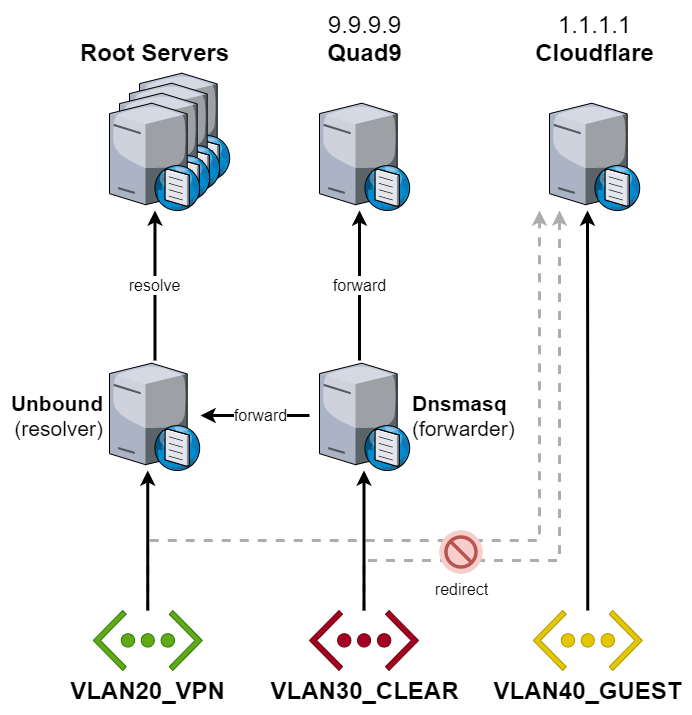 9.9.9.9
1.1.1.1
Root Servers
Quad9
Cloudflare
resolve
forward
Unbound
(resolver)
forward
Dnsmasq
(forwarder)
redirect
VLAN20_VPN
VLAN30_CLEAR
VLAN40_GUEST